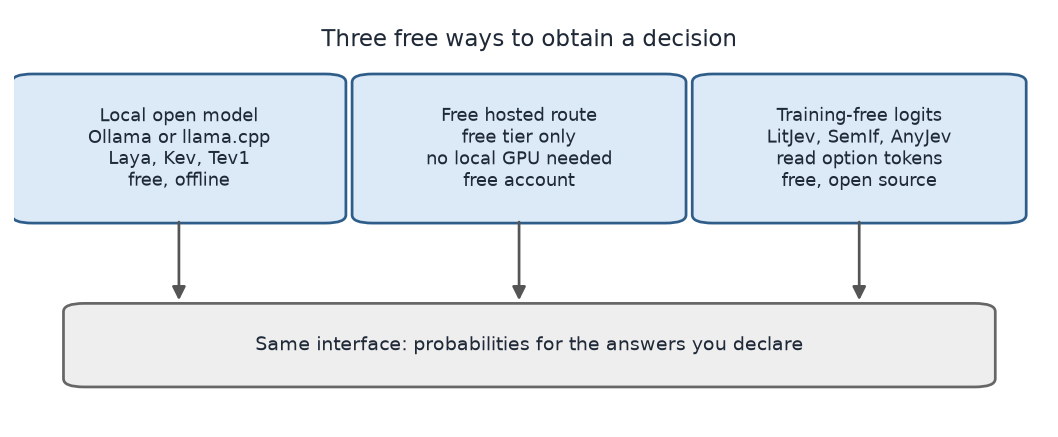 Three free ways to obtain a decision
Local open model
Ollama or llama.cpp
Laya, Kev, Tev1
free, offline
Free hosted route
free tier only
no local GPU needed
free account
Training-free logits
LitJev, SemIf, AnyJev
read option tokens
free, open source
Same interface: probabilities for the answers you declare